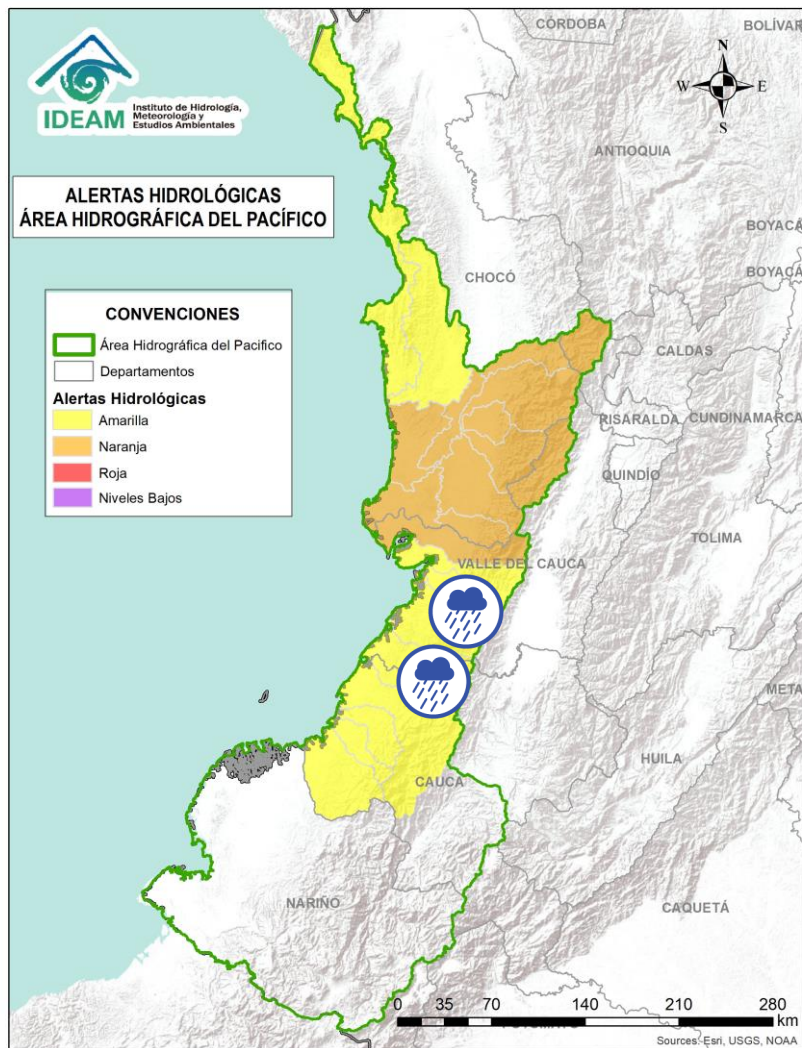 CÓRDOBA
BOLÍVAR
IDEAM
Instituto de Hidrología,
Meteorología y
Estudios Ambientales
N
W
E
S
ANTIOQUIA
ALERTAS HIDROLÓGICAS
ÁREA HIDROGRÁFICA DEL PACÍFICO
BOYACÁ
CHOCÓ
BOYACÁ
CONVENCIONES
Área Hidrográfica del Pacifico
Departamentos
Alertas Hidrológicas
Amarilla
Naranja
Roja
Niveles Bajos
CALDAS
RISARALDA
CUNDINAMARCA
QUINDÍO
TOLIMA
VALLE DEL CAUCA
META
HUILA
CAUCA
NARIÑO
CAQUETÁ
0 35 70 140 210 280
km
Sources: Esri, USGS, NOAA